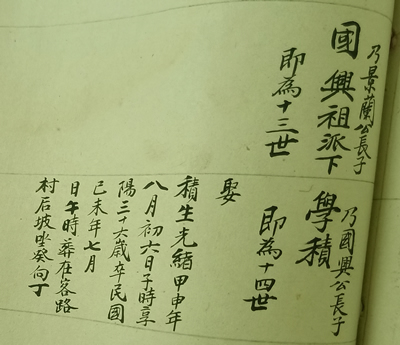 乃景蘭公長子
國興祖派下
即為十三世
乃國興公長子
學積
即為十四世
娶
積生光緒甲申年
八月初六日子時享
陽三十六歲卒民國
己未年七月
日午時葬在客路
村后坡坐癸向丁